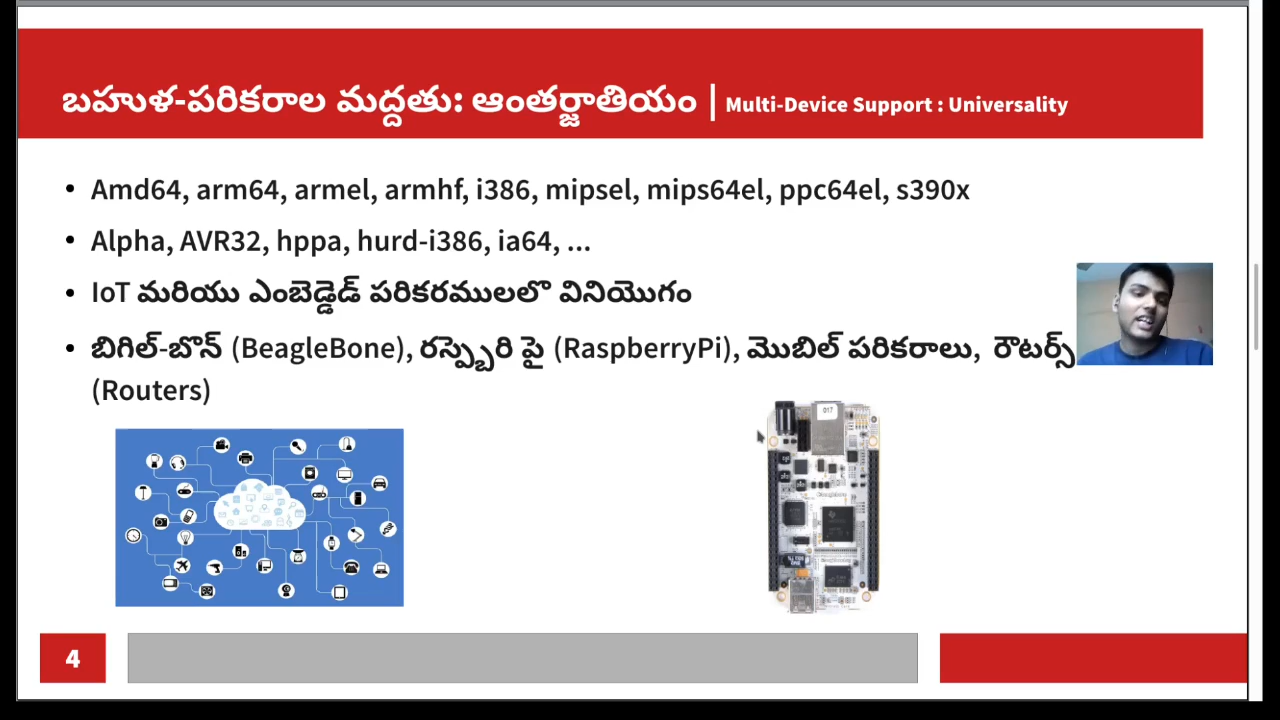 బహుళ-పరికరాల మద్దతు: ఆంతర్జాతియం | Multi-Device Support : Universality
Amd64, arm64, armel, armhf, i386, mipsel, mips64el, ppc64el, s390x
Alpha, AVR32, hppa, hurd-i386, ia64, ...
IoT మరియు ఎంబెడ్డెడ్ పరికరములలొ వినియొగం
బిగిల్-బొన్ (BeagleBone), రస్ప్బెరి పై (RaspberryPi), మొబిల్ పరికరాలు, రౌటర్స్
(Routers)
017
4